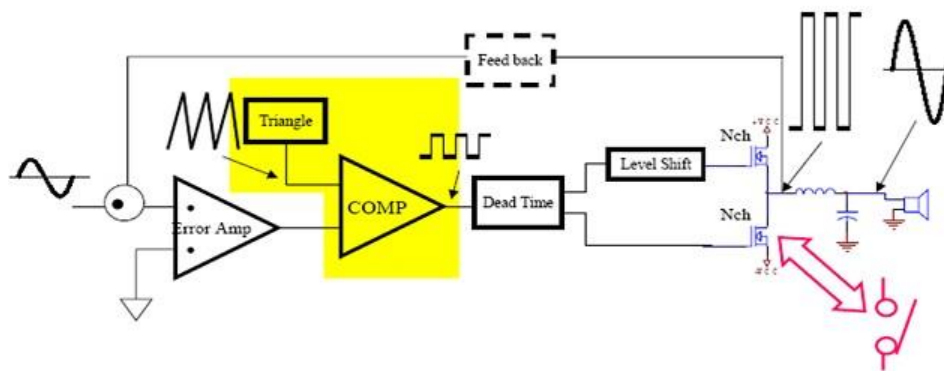 Feed back
Triangle
+VCC
Nch
Level Shift
COMP
Dead Time
Nch
Error Amp
-VCC